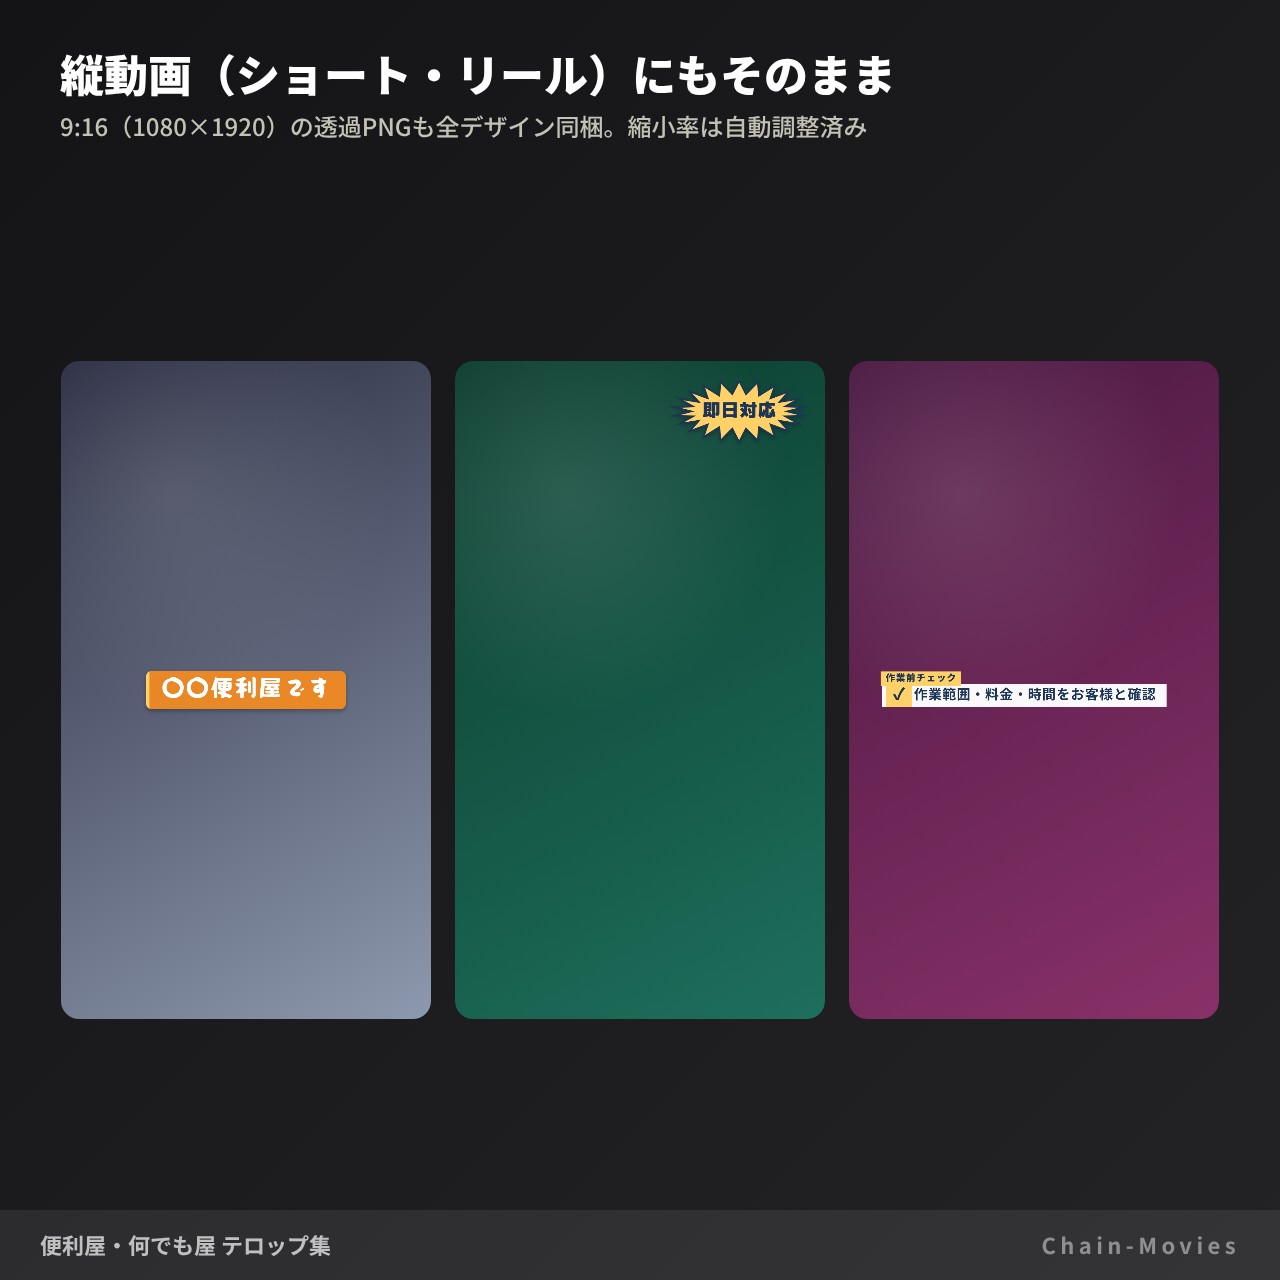 縦動画（ショート・リール）にもそのまま
9:16（1080×1920）の透過PNGも全デザイン同梱。縮小率は自動調整済み
〇〇便利屋です
即日対応
作業前チェック
✓ 作業範囲・料金・時間をお客様と確認
便利屋・何でも屋 テロップ集
Chain-Movies